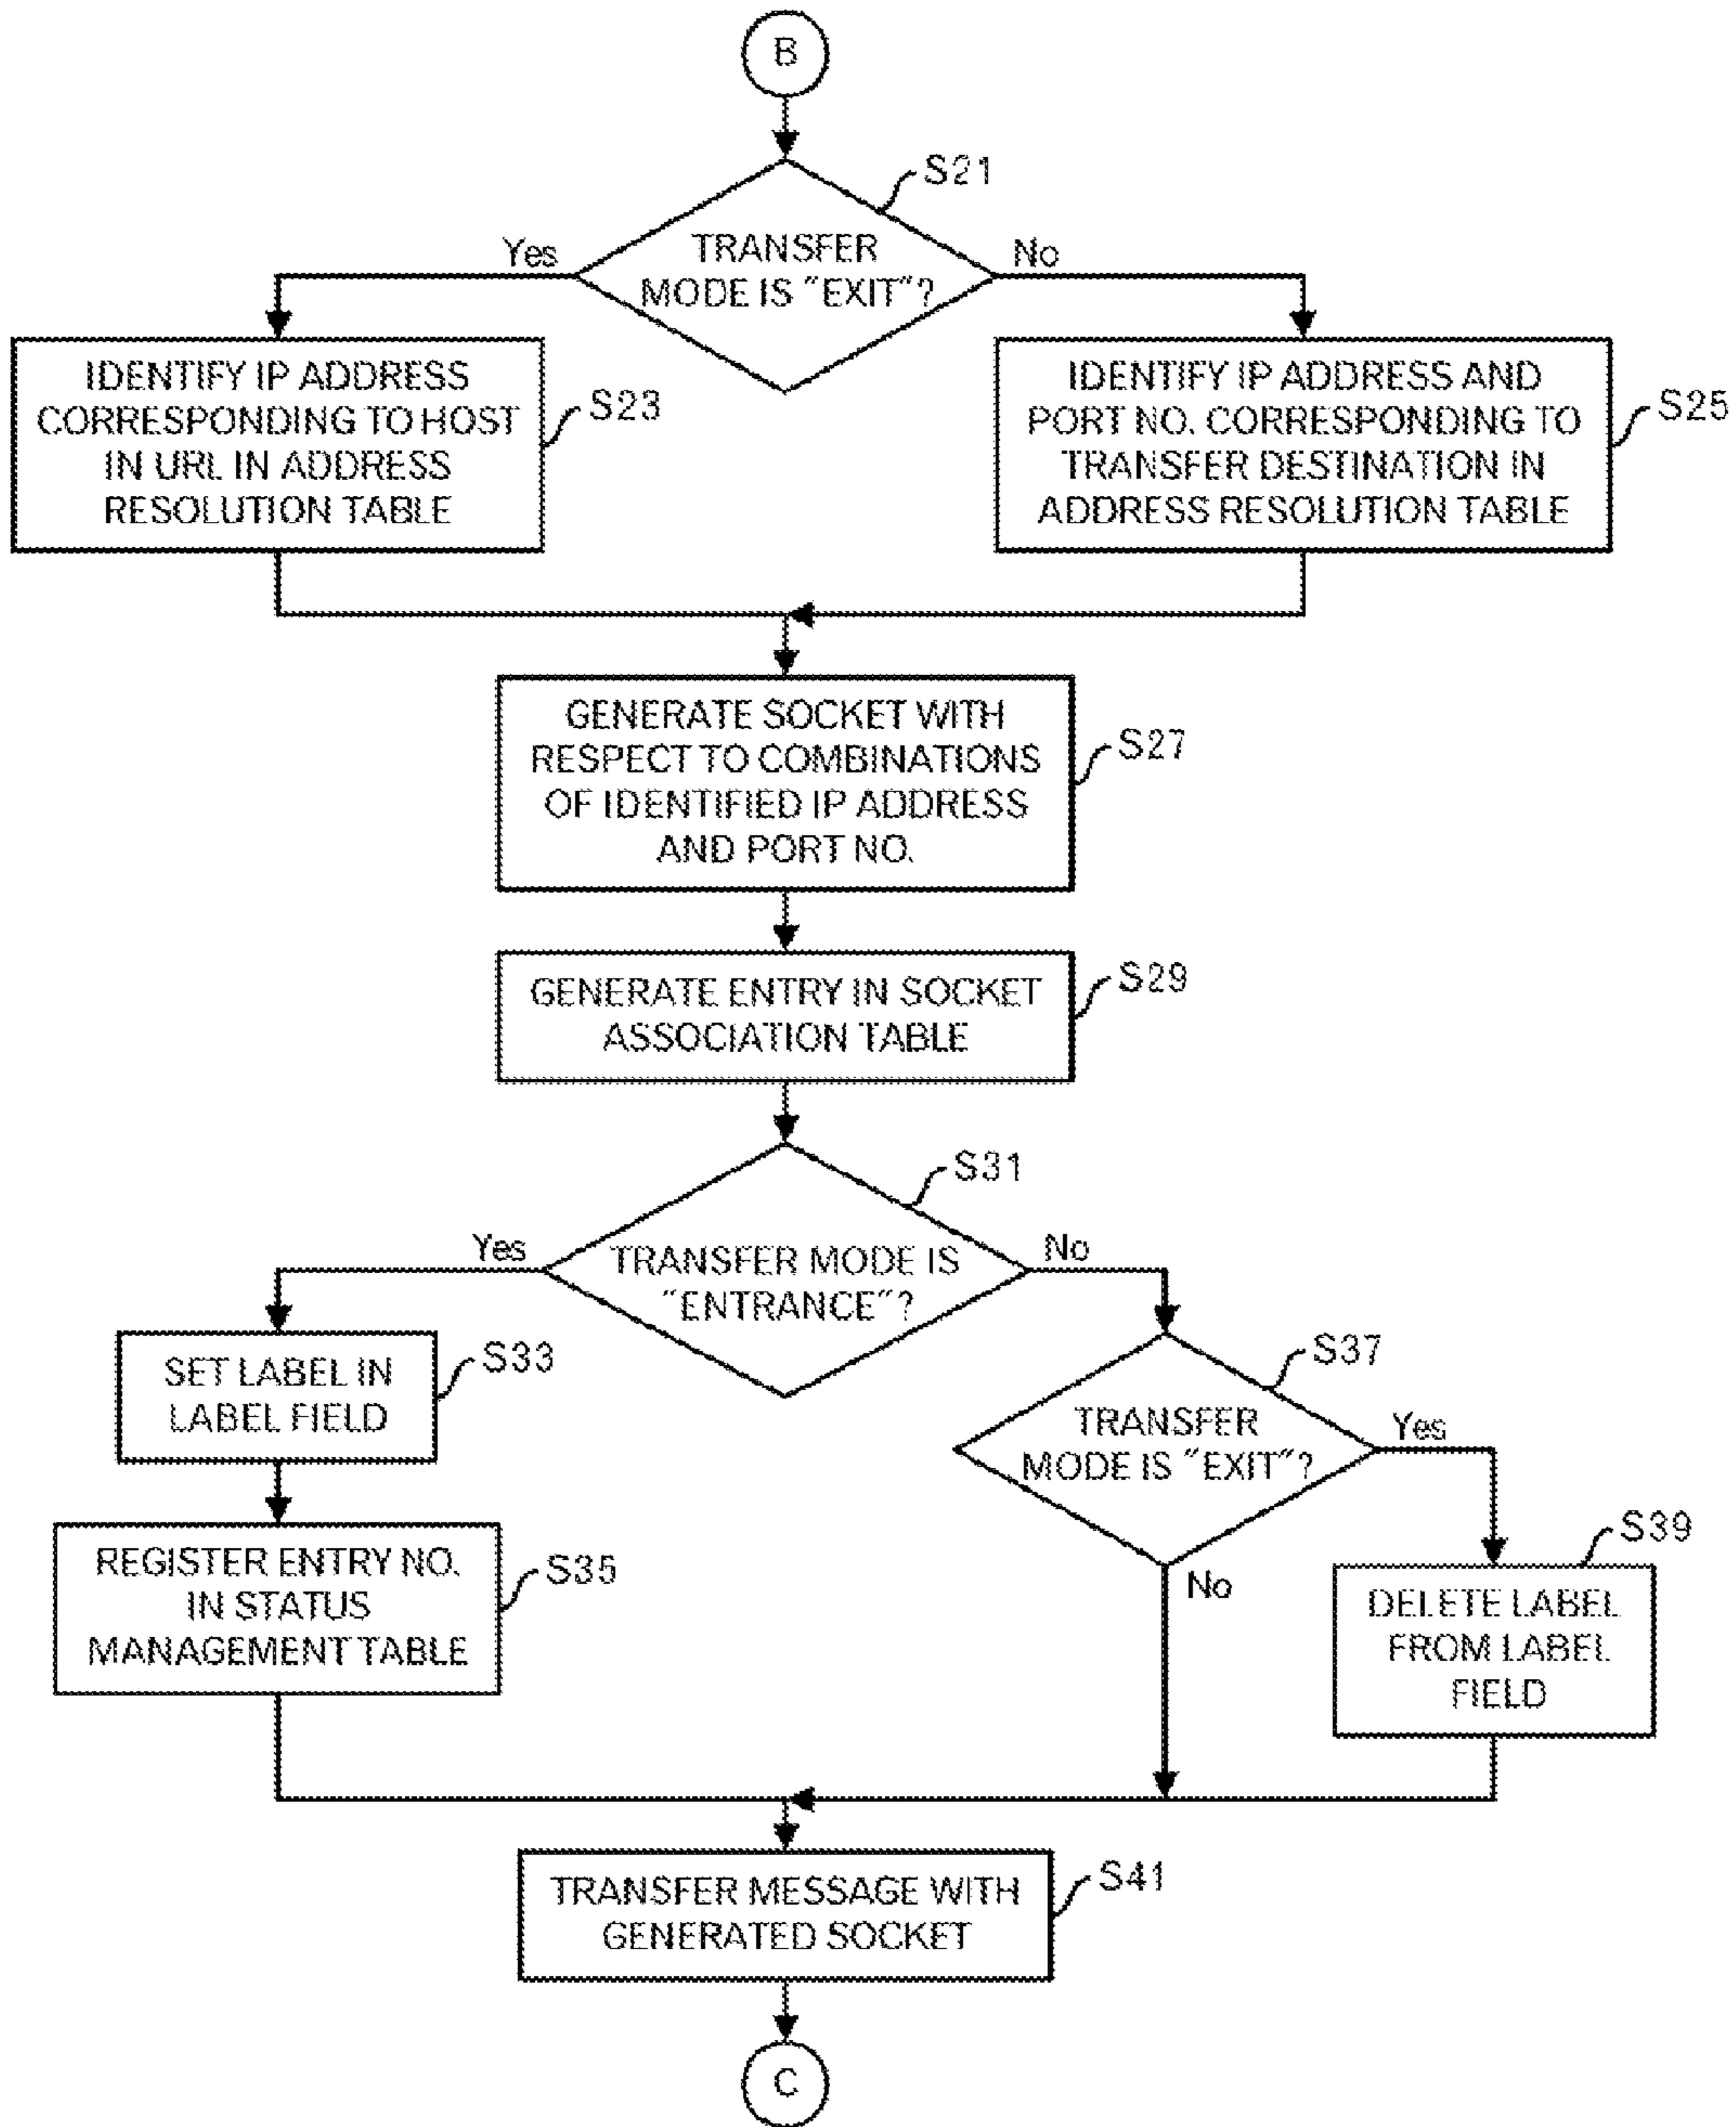 B
S21
TRANSFER
MODE IS "EXIT"?
Yes
No
IDENTIFY IP ADDRESS
CORRESPONDING TO HOST
IN URL IN ADDRESS
RESOLUTION TABLE
S23
IDENTIFY IP ADDRESS AND
PORT NO. CORRESPONDING TO
TRANSFER DESTINATION IN
ADDRESS RESOLUTION TABLE
S25
GENERATE SOCKET WITH
RESPECT TO COMBINATIONS
OF IDENTIFIED IP ADDRESS
AND PORT NO.
S27
GENERATE ENTRY IN SOCKET
ASSOCIATION TABLE
S29
S31
TRANSFER MODE IS
"ENTRANCE"?
Yes
No
SET LABEL IN
LABEL FIELD
S33
REGISTER ENTRY NO.
IN STATUS
MANAGEMENT TABLE
S35
S37
TRANSFER
MODE IS "EXIT"?
Yes
No
S39
DELETE LABEL
FROM LABEL
FIELD
TRANSFER MESSAGE WITH
GENERATED SOCKET
S41
C